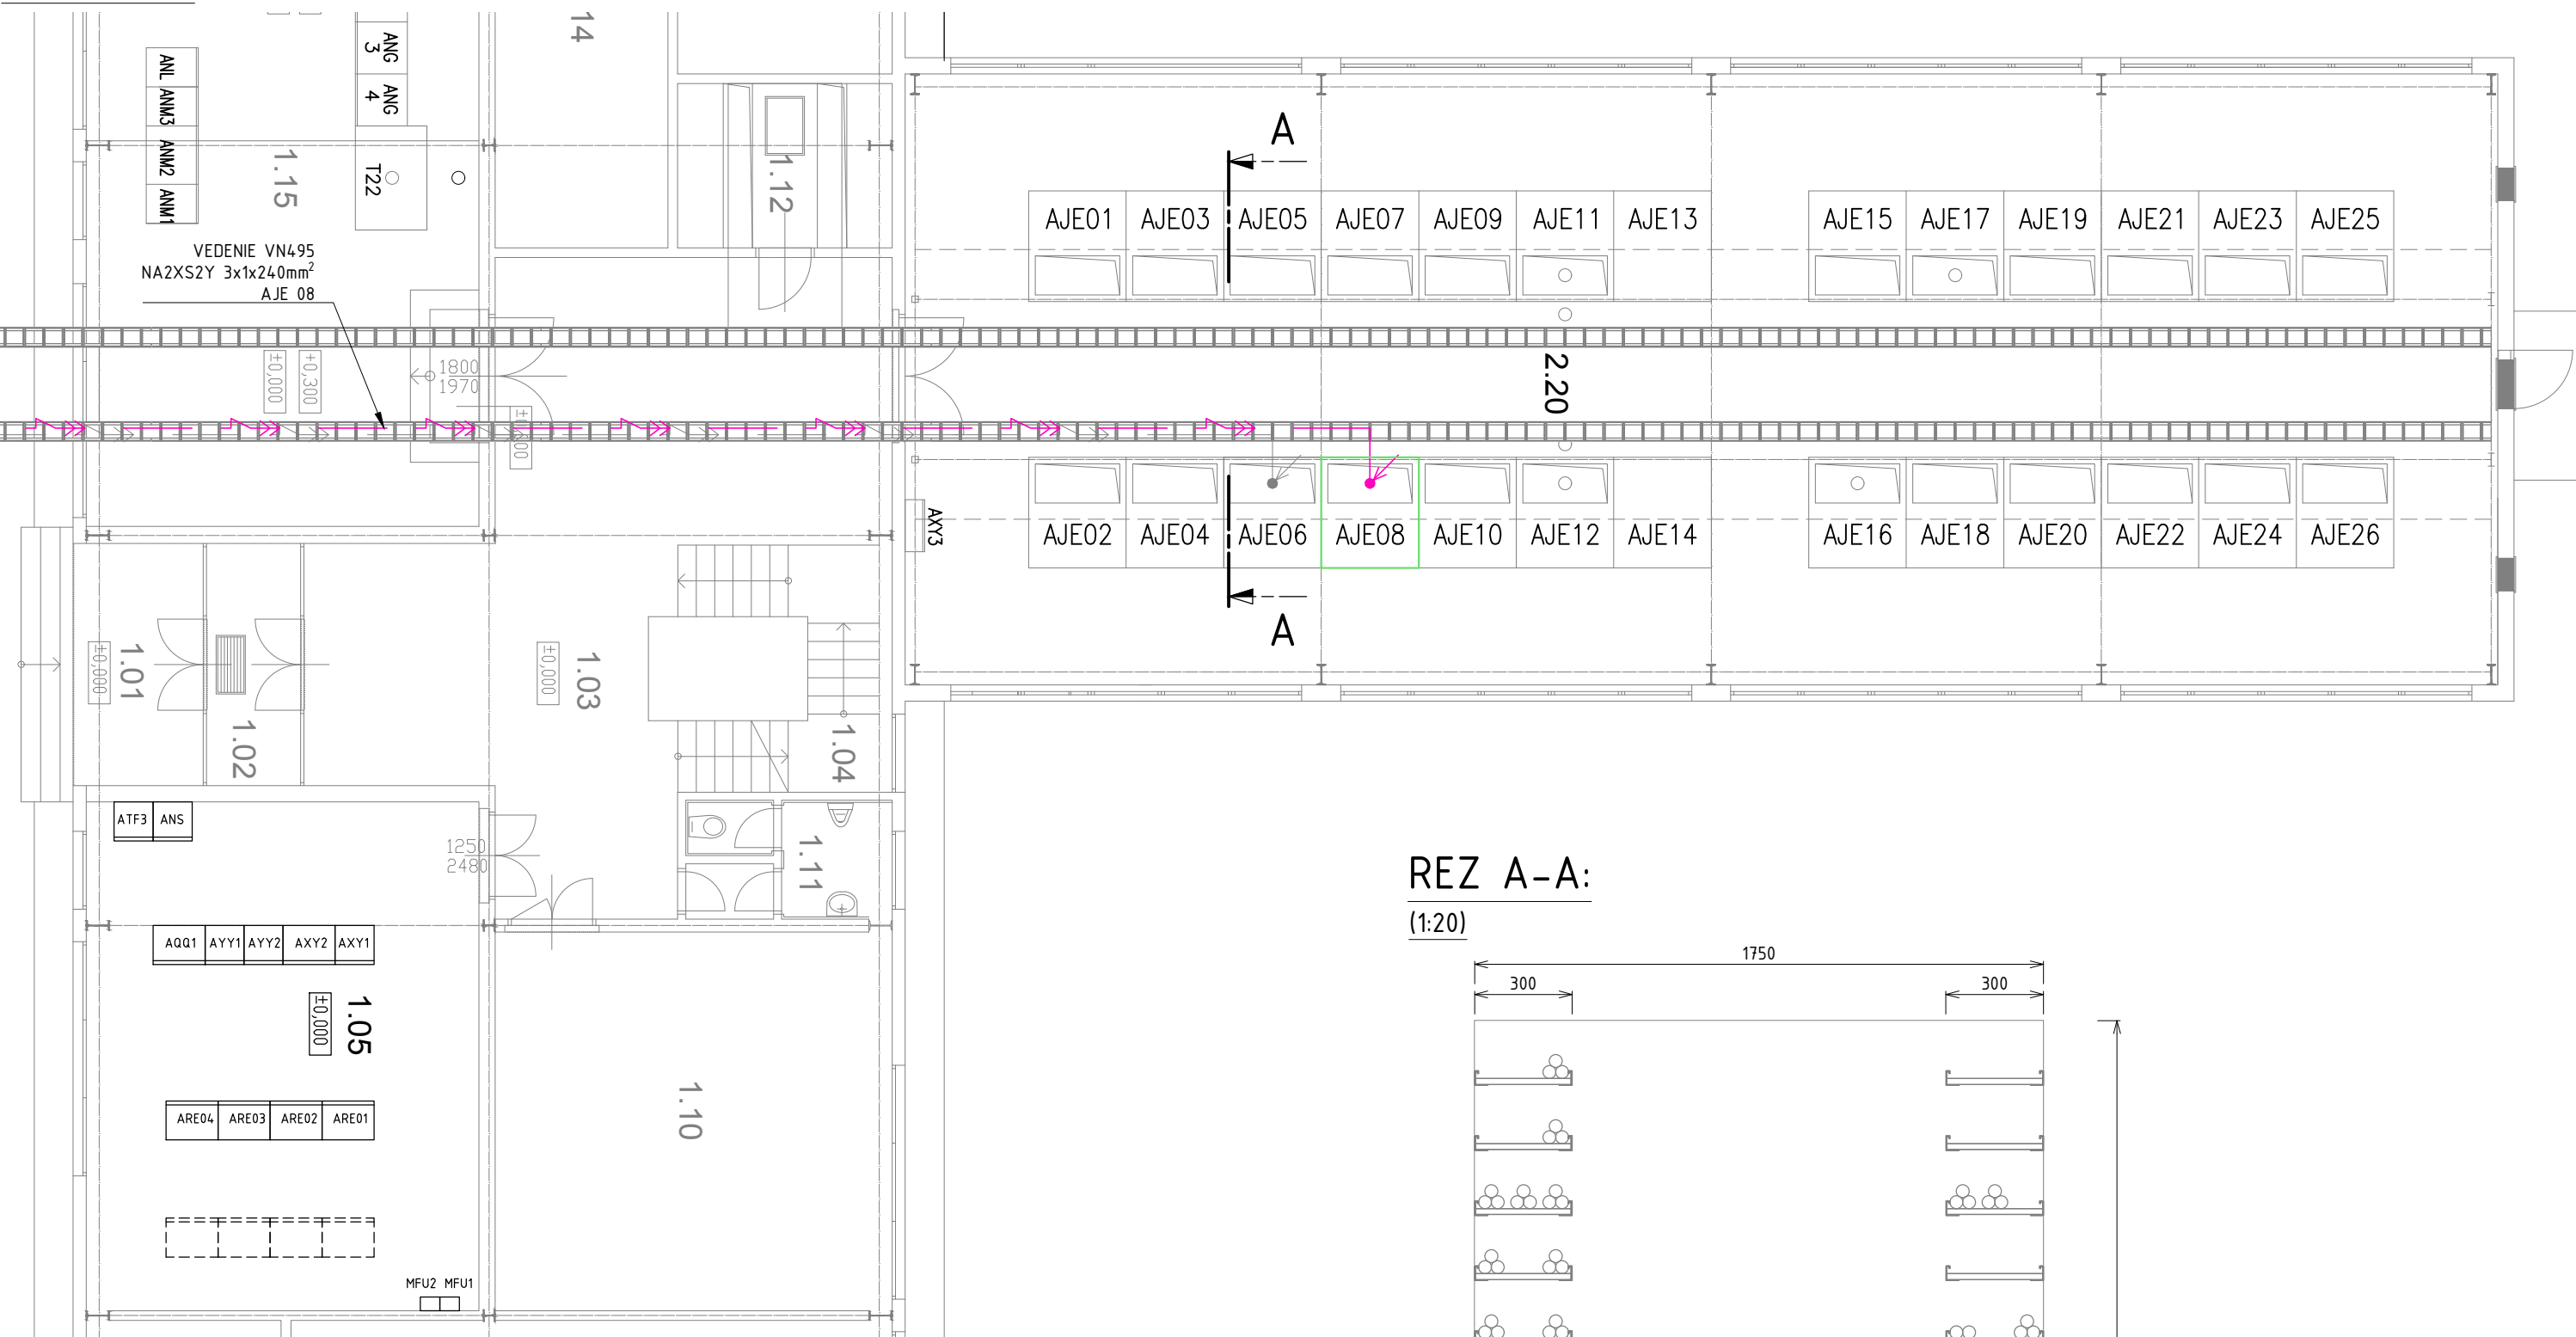 14
ANG
3
ANG
4
ANL
ANM3
ANM2
ANM1
1.15
T22
1.12
VEDENIE VN495
NA2XS2Y 3x1x240mm²
AJE 08
±0,000
+0,300
1800
1970
A
AJE01 AJE03 AJE05 AJE07 AJE09 AJE11 AJE13 AJE15 AJE17 AJE19 AJE21 AJE23 AJE25
2.20
AXY3
AJE02 AJE04 AJE06 AJE08 AJE10 AJE12 AJE14 AJE16 AJE18 AJE20 AJE22 AJE24 AJE26
A
±0,000
1.01
1.02
±0,000
1.03
1.04
ATF3 ANS
1250
2480
1.11
AQQ1 AYY1 AYY2 AXY2 AXY1
±0,000
1.05
ARE04 ARE03 ARE02 ARE01
1.10
MFU2 MFU1
REZ A-A:
(1:20)
1750
300
300